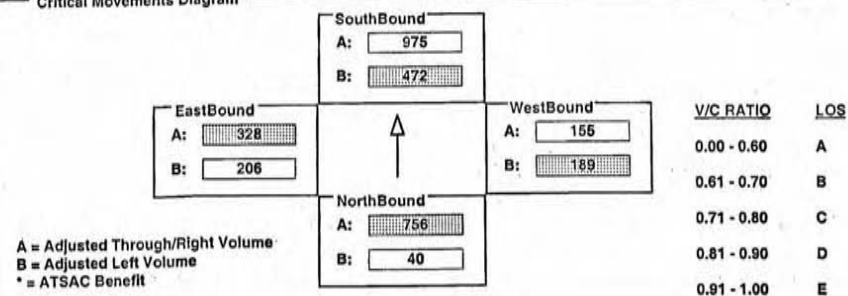 Critical Movements Diagram
SouthBound
A: 975
B: 472
EastBound
A: 328
B: 206
WestBound
A: 155
B: 189
NorthBound
A: 756
B: 40
A = Adjusted Through/Right Volume
B = Adjusted Left Volume
* = ATSAC Benefit
V/C RATIO LOS
0.00 - 0.60 A
0.61 - 0.70 B
0.71 - 0.80 C
0.81 - 0.90 D
0.91 - 1.00 E